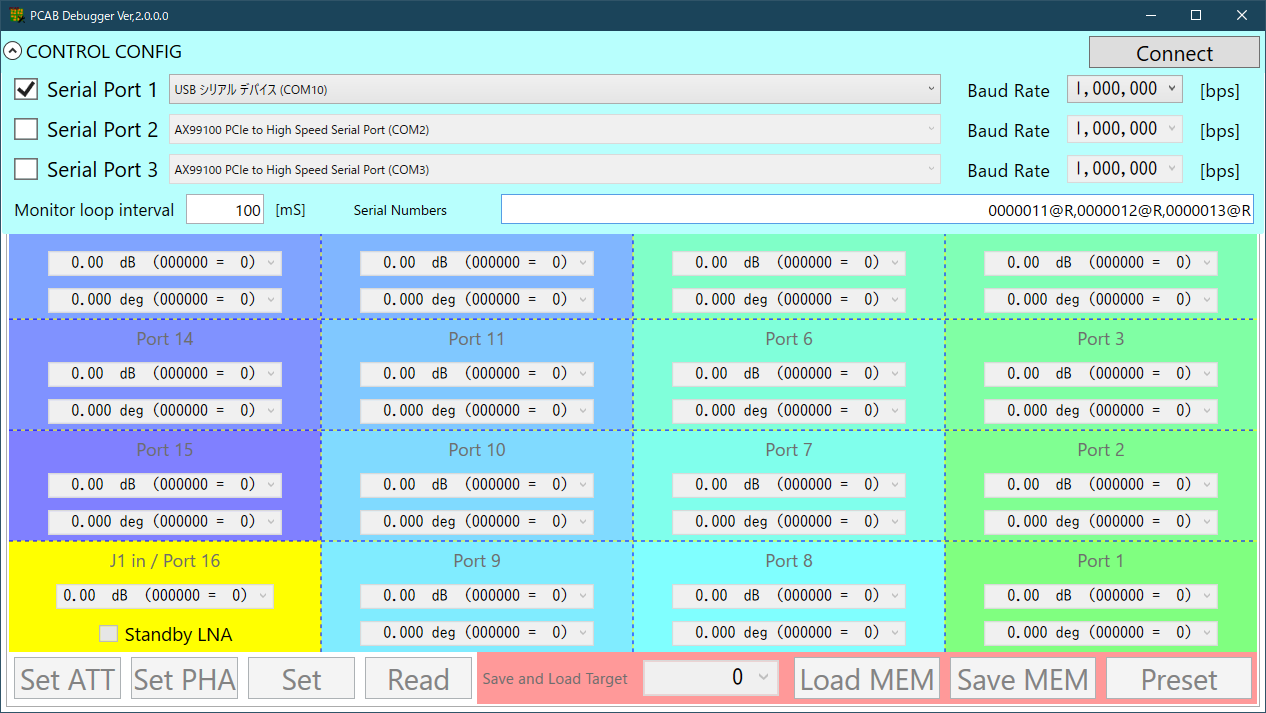 PCAB Debugger Ver,2.0.0.0
CONTROL CONFIG Connect
Serial Port 1 USB シリアル デバイス (COM10) Baud Rate 1,000,000 [bps]
Serial Port 2 AX99100 PCIe to High Speed Serial Port (COM2) Baud Rate 1,000,000 [bps]
Serial Port 3 AX99100 PCIe to High Speed Serial Port (COM3) Baud Rate 1,000,000 [bps]
Monitor loop interval 100 [mS] Serial Numbers 0000011@R,0000012@R,0000013@R
0.00 dB (000000 = 0) 0.00 dB (000000 = 0) 0.00 dB (000000 = 0) 0.00 dB (000000 = 0)
0.000 deg (000000 = 0) 0.000 deg (000000 = 0) 0.000 deg (000000 = 0) 0.000 deg (000000 = 0)
Port 14 Port 11 Port 6 Port 3
0.00 dB (000000 = 0) 0.00 dB (000000 = 0) 0.00 dB (000000 = 0) 0.00 dB (000000 = 0)
0.000 deg (000000 = 0) 0.000 deg (000000 = 0) 0.000 deg (000000 = 0) 0.000 deg (000000 = 0)
Port 15 Port 10 Port 7 Port 2
0.00 dB (000000 = 0) 0.00 dB (000000 = 0) 0.00 dB (000000 = 0) 0.00 dB (000000 = 0)
0.000 deg (000000 = 0) 0.000 deg (000000 = 0) 0.000 deg (000000 = 0) 0.000 deg (000000 = 0)
J1 in / Port 16 Port 9 Port 8 Port 1
0.00 dB (000000 = 0) 0.00 dB (000000 = 0) 0.00 dB (000000 = 0) 0.00 dB (000000 = 0)
Standby LNA 0.000 deg (000000 = 0) 0.000 deg (000000 = 0) 0.000 deg (000000 = 0)
Set ATT Set PHA Set Read Save and Load Target 0 Load MEM Save MEM Preset